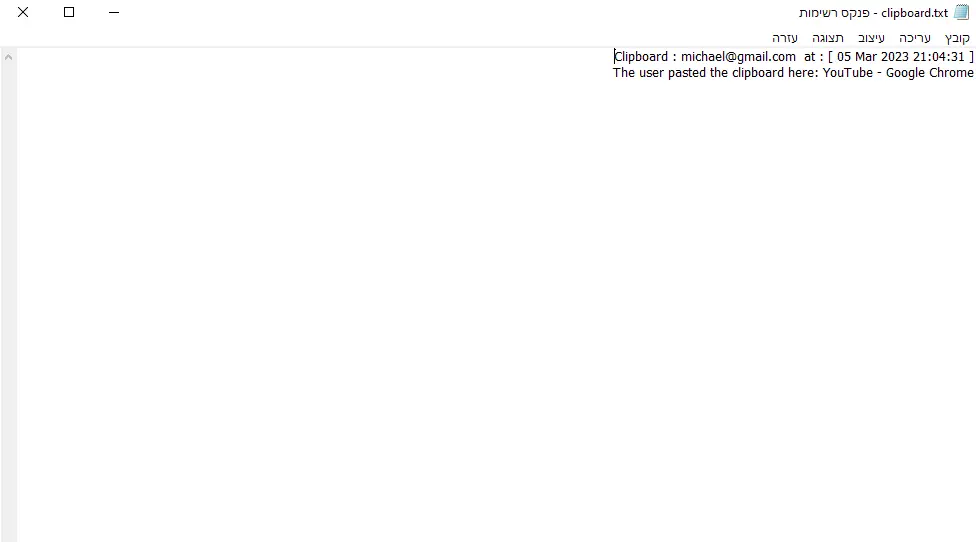 clipboard.txt - פנקס רשימות
קובץ עריכה עיצוב תצוגה עזרה
Clipboard : michael@gmail.com  at : [ 05 Mar 2023 21:04:31 ]
The user pasted the clipboard here: YouTube - Google Chrome